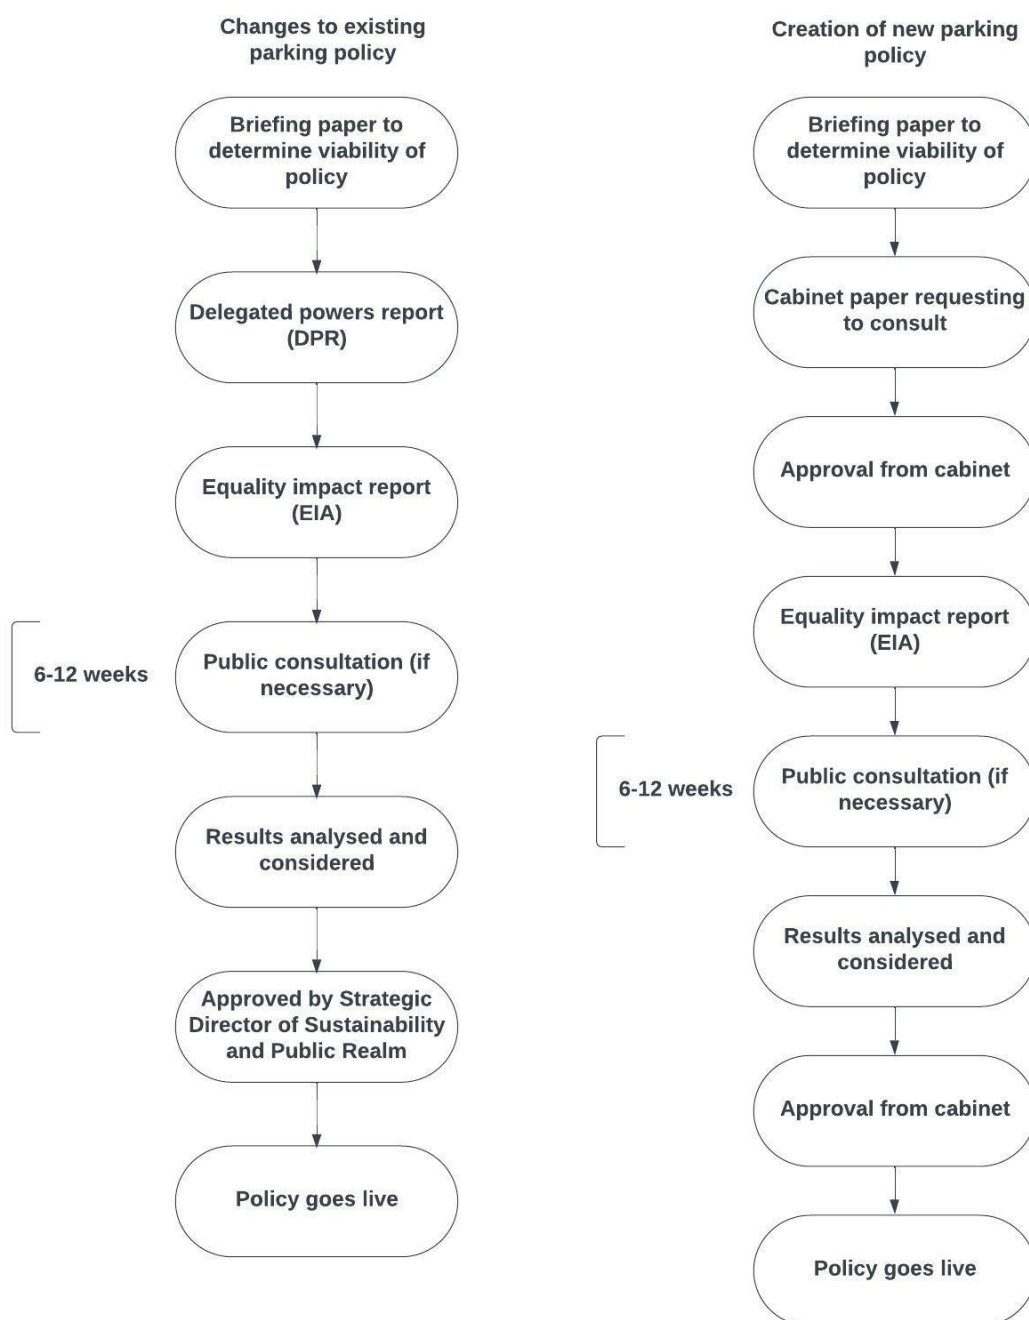 Changes to existing
parking policy
Briefing paper to
determine viability of
policy
Delegated powers report
(DPR)
Equality impact report
(EIA)
6-12 weeks
Public consultation (if
necessary)
Results analysed and
considered
Approved by Strategic
Director of Sustainability
and Public Realm
Policy goes live
Creation of new parking
policy
Briefing paper to
determine viability of
policy
Cabinet paper requesting
to consult
Approval from cabinet
Equality impact report
(EIA)
6-12 weeks
Public consultation (if
necessary)
Results analysed and
considered
Approval from cabinet
Policy goes live